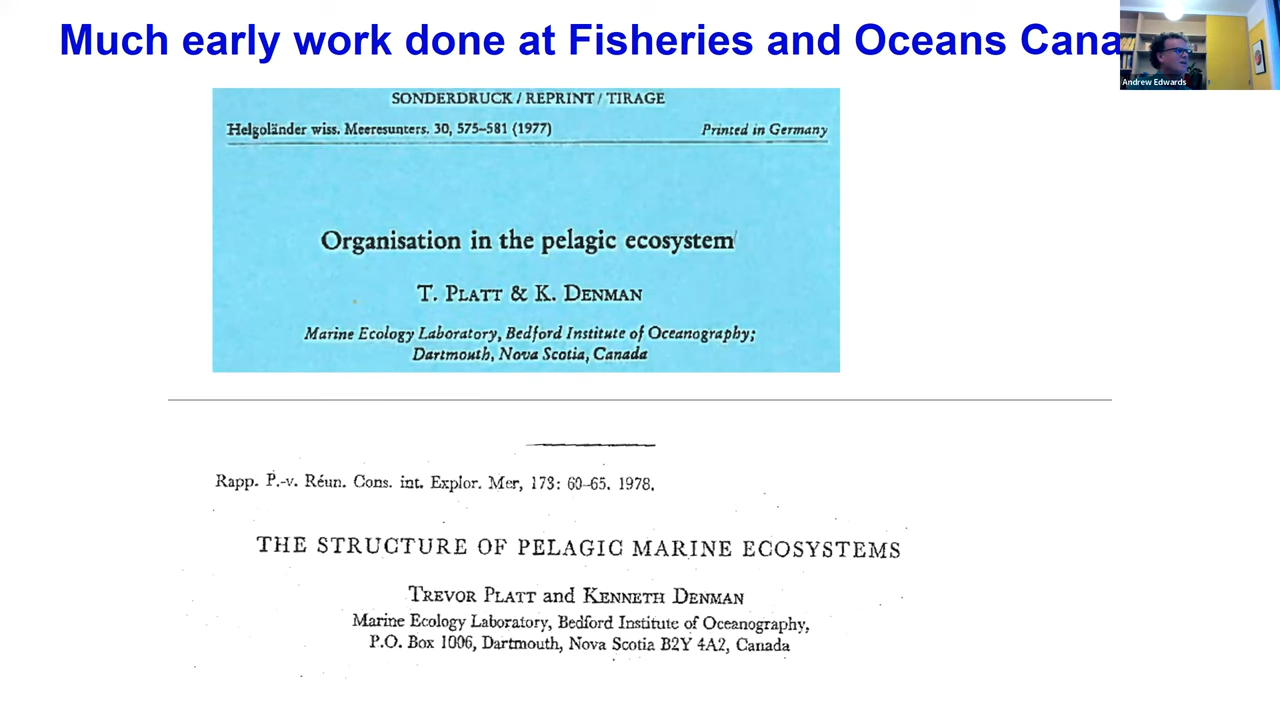 Much early work done at Fisheries and Oceans Cana
Andrew Edwards
SONDERDRUCK / REPRINT / TIRAGE
Helgoländer wiss. Meeresunters. 30, 575–581 (1977) Printed in Germany
Organisation in the pelagic ecosystem
T. PLATT & K. DENMAN
Marine Ecology Laboratory, Bedford Institute of Oceanography;
Dartmouth, Nova Scotia, Canada
Rapp. P.-v. Réun. Cons. int. Explor. Mer, 173: 60–65. 1978.
THE STRUCTURE OF PELAGIC MARINE ECOSYSTEMS
TREVOR PLATT and KENNETH DENMAN
Marine Ecology Laboratory, Bedford Institute of Oceanography,
P.O. Box 1006, Dartmouth, Nova Scotia B2Y 4A2, Canada